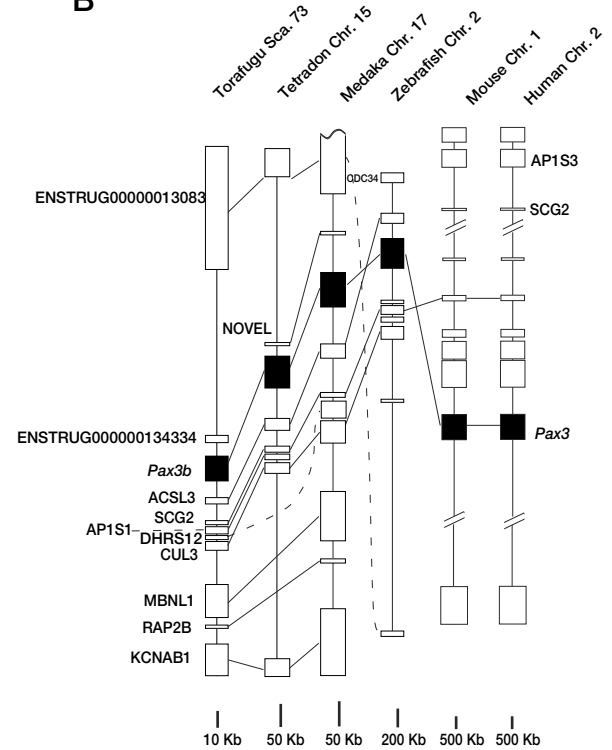 B
Torafugu Sca. 73
Tetradon Chr. 15
Medaka Chr. 17
Zebrafish Chr. 2
Mouse Chr. 1
Human Chr. 2
AP1S3
CDC34
ENSTRUG00000013083
SCG2
NOVEL
ENSTRUG000000134334
Pax3
Pax3b
ACSL3
SCG2
AP1S1
DHRS12
CUL3
MBNL1
RAP2B
KCNAB1
10 Kb
50 Kb
50 Kb
200 Kb
500 Kb
500 Kb